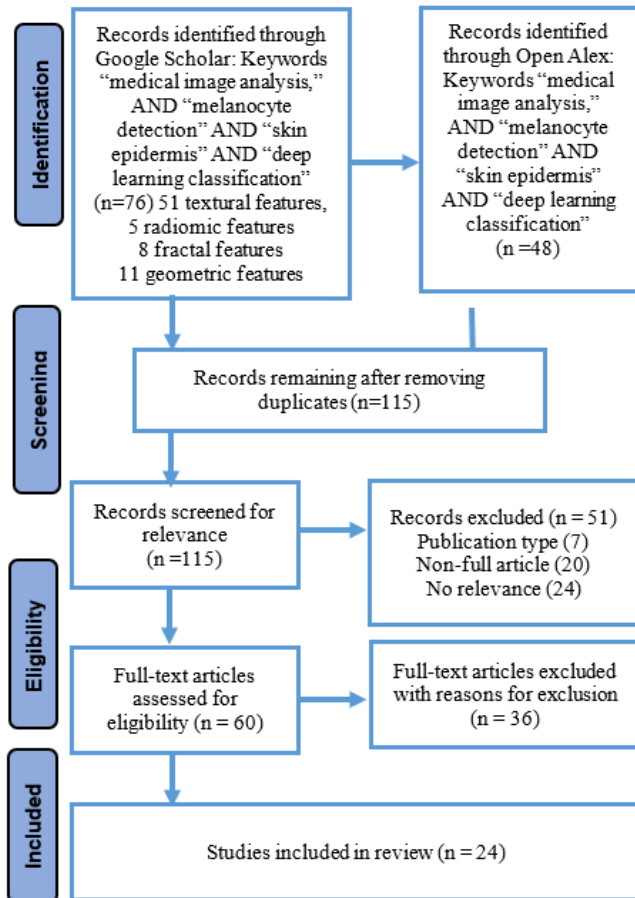 Identification
Records identified through
Google Scholar: Keywords
“medical image analysis,”
AND “melanocyte
detection” AND “skin
epidermis” AND “deep
learning classification”
(n=76) 51 textural features,
5 radiomic features
8 fractal features
11 geometric features
Records identified
through Open Alex:
Keywords “medical
image analysis,”
AND “melanocyte
detection” AND
“skin epidermis”
AND “deep learning
classification”
(n =48)
Screening
Records remaining after removing
duplicates (n=115)
Records screened for
relevance
(n =115)
Records excluded (n = 51)
Publication type (7)
Non-full article (20)
No relevance (24)
Eligibility
Full-text articles
assessed for
eligibility (n = 60)
Full-text articles excluded
with reasons for exclusion
(n = 36)
Included
Studies included in review (n = 24)